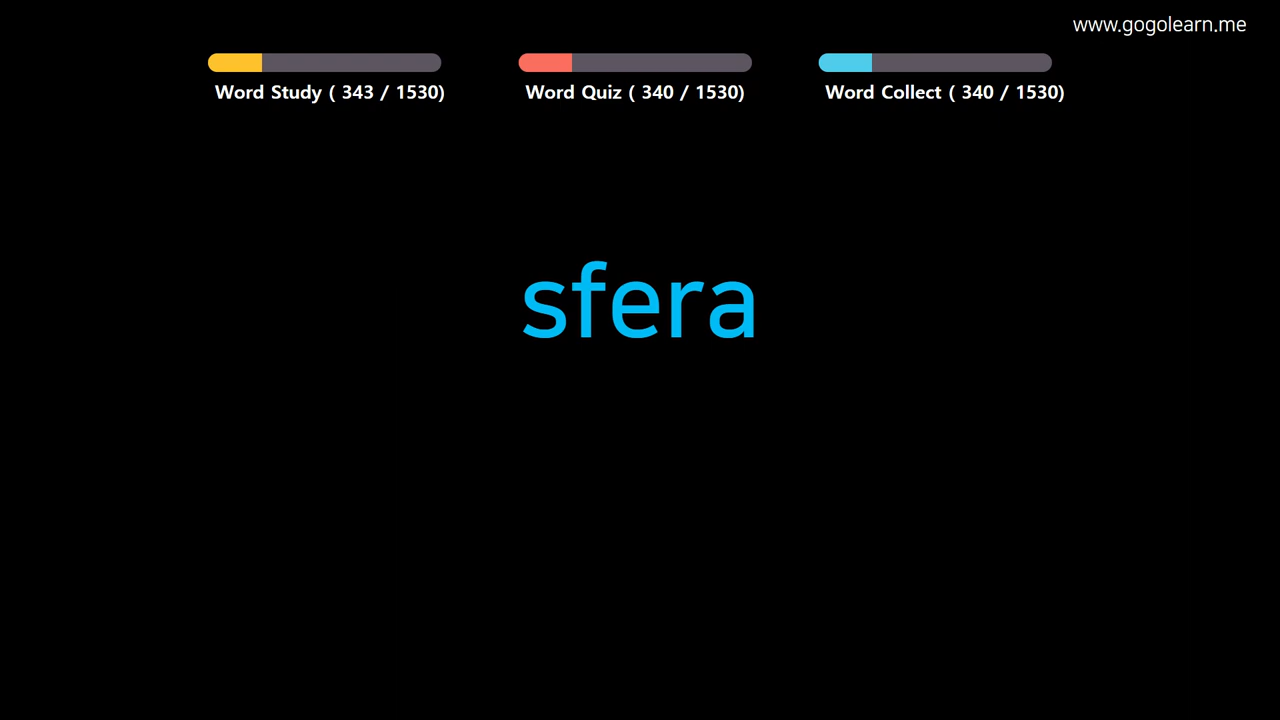 www.gogolearn.me
Word Study ( 343 / 1530)
Word Quiz ( 340 / 1530)
Word Collect ( 340 / 1530)
sfera